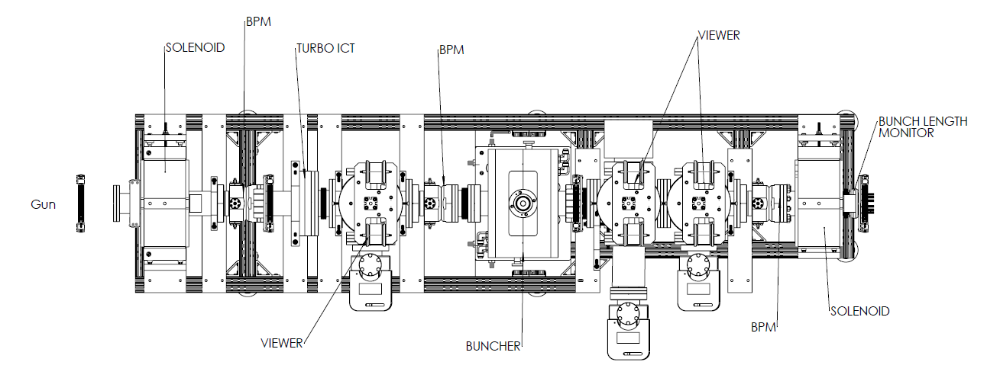 BPM
SOLENOID
TURBO ICT
BPM
VIEWER
BUNCH LENGTH
MONITOR
Gun
SOLENOID
BPM
VIEWER
BUNCHER